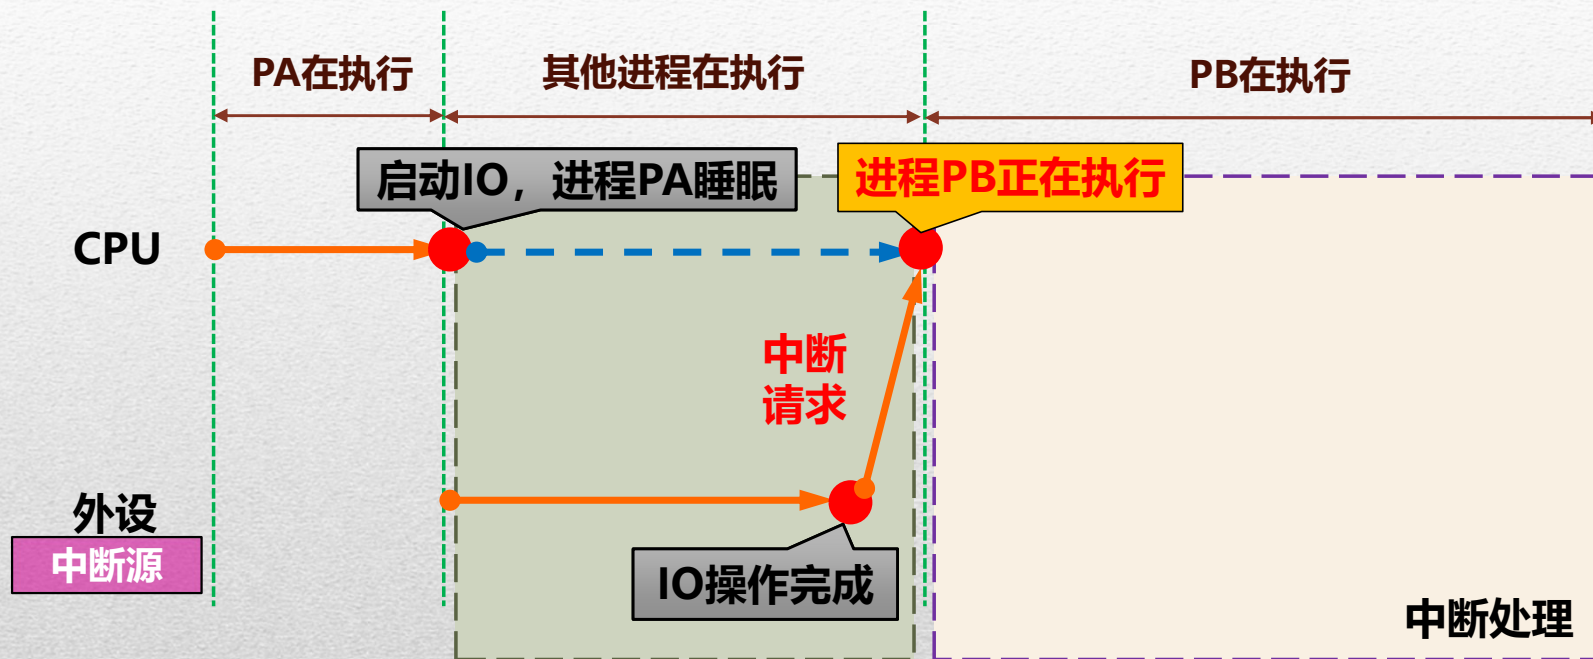 PA在执行
其他进程在执行
PB在执行
启动IO，进程PA睡眠
进程PB正在执行
CPU
中断
请求
外设
中断源
IO操作完成
中断处理